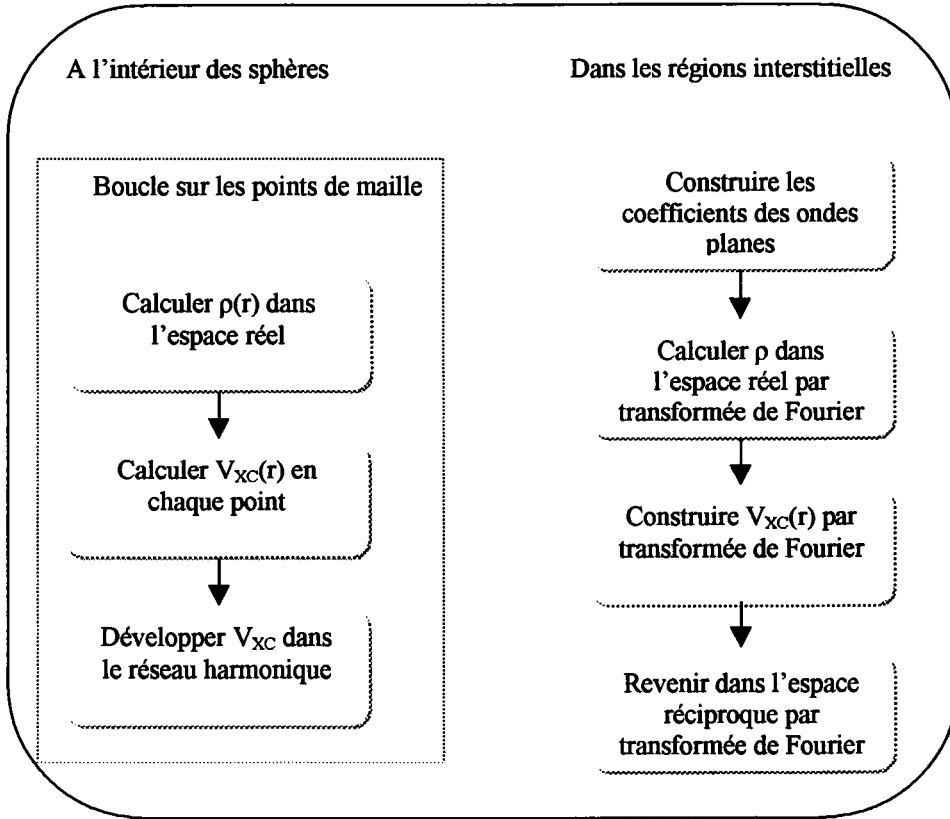 A l'intérieur des sphères
Boucle sur les points de maille
Calculer ρ(r) dans
l'espace réel
Calculer V_XC(r) en
chaque point
Développer V_XC dans
le réseau harmonique
Dans les régions interstitielles
Construire les
coefficients des ondes
planes
Calculer ρ dans
l'espace réel par
transformée de Fourier
Construire V_XC(r) par
transformée de Fourier
Revenir dans l'espace
réciproque par
transformée de Fourier